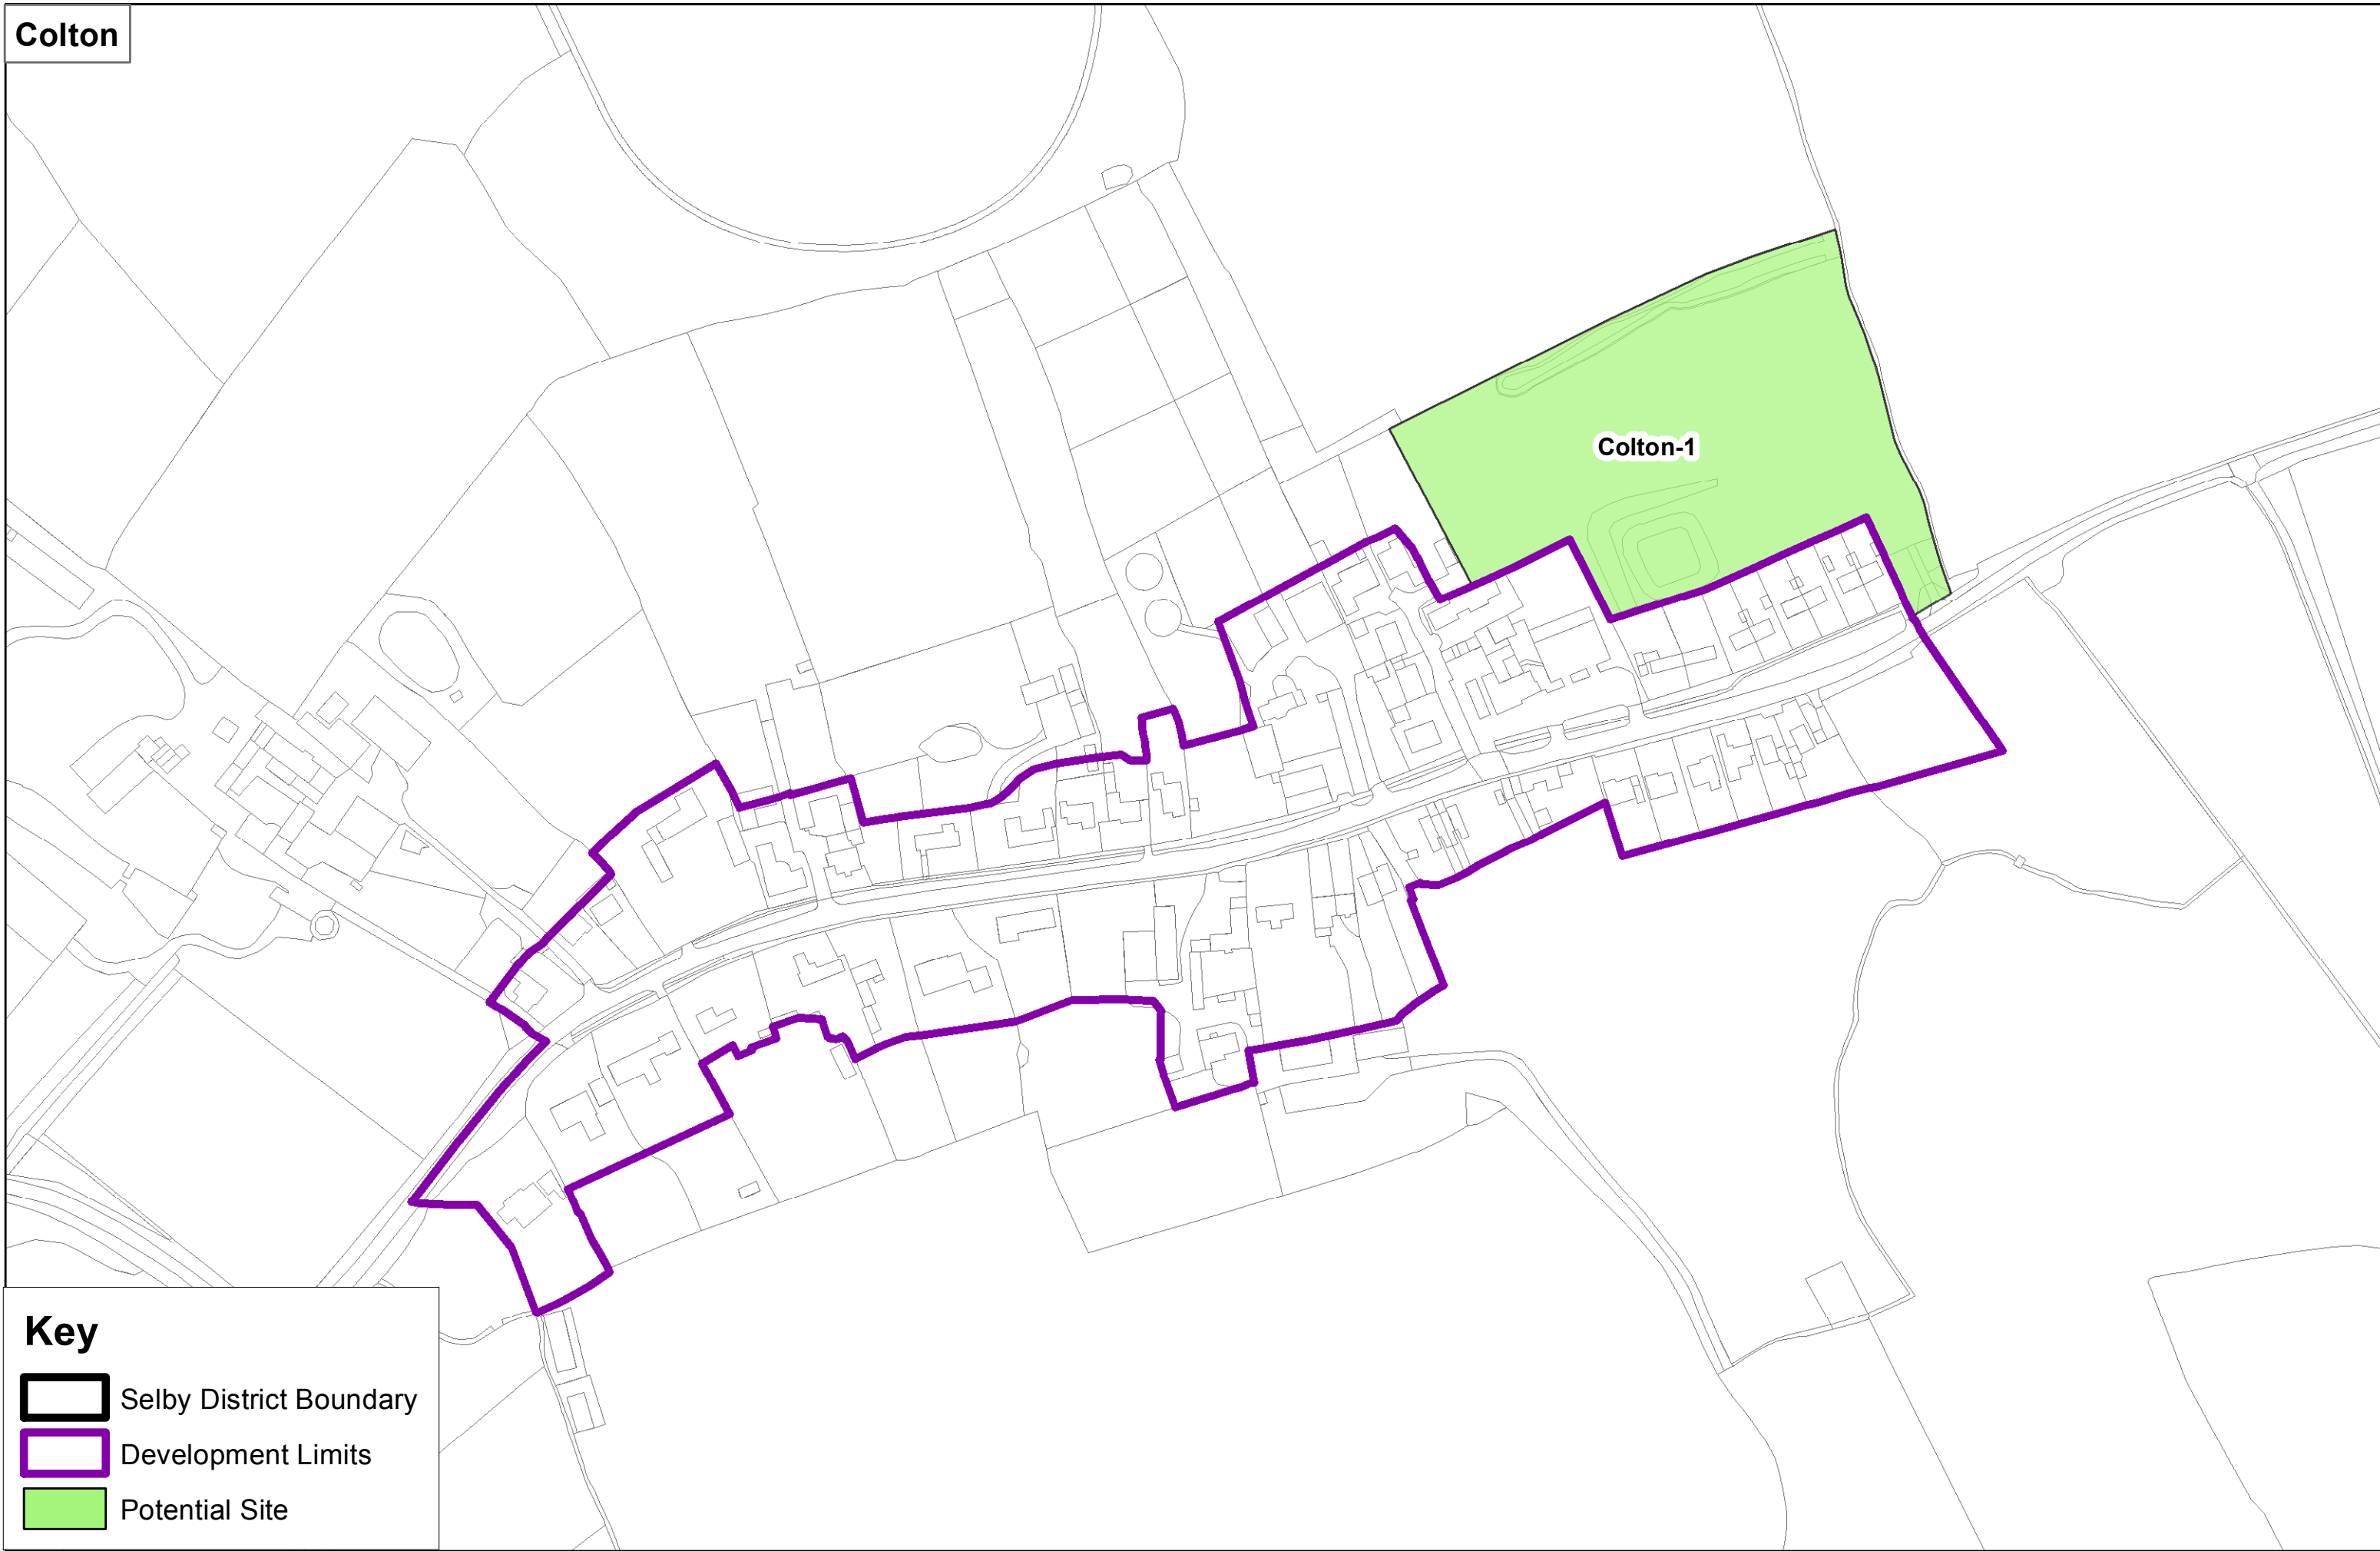 Colton
Colton-1
Key
Selby District Boundary
Development Limits
Potential Site